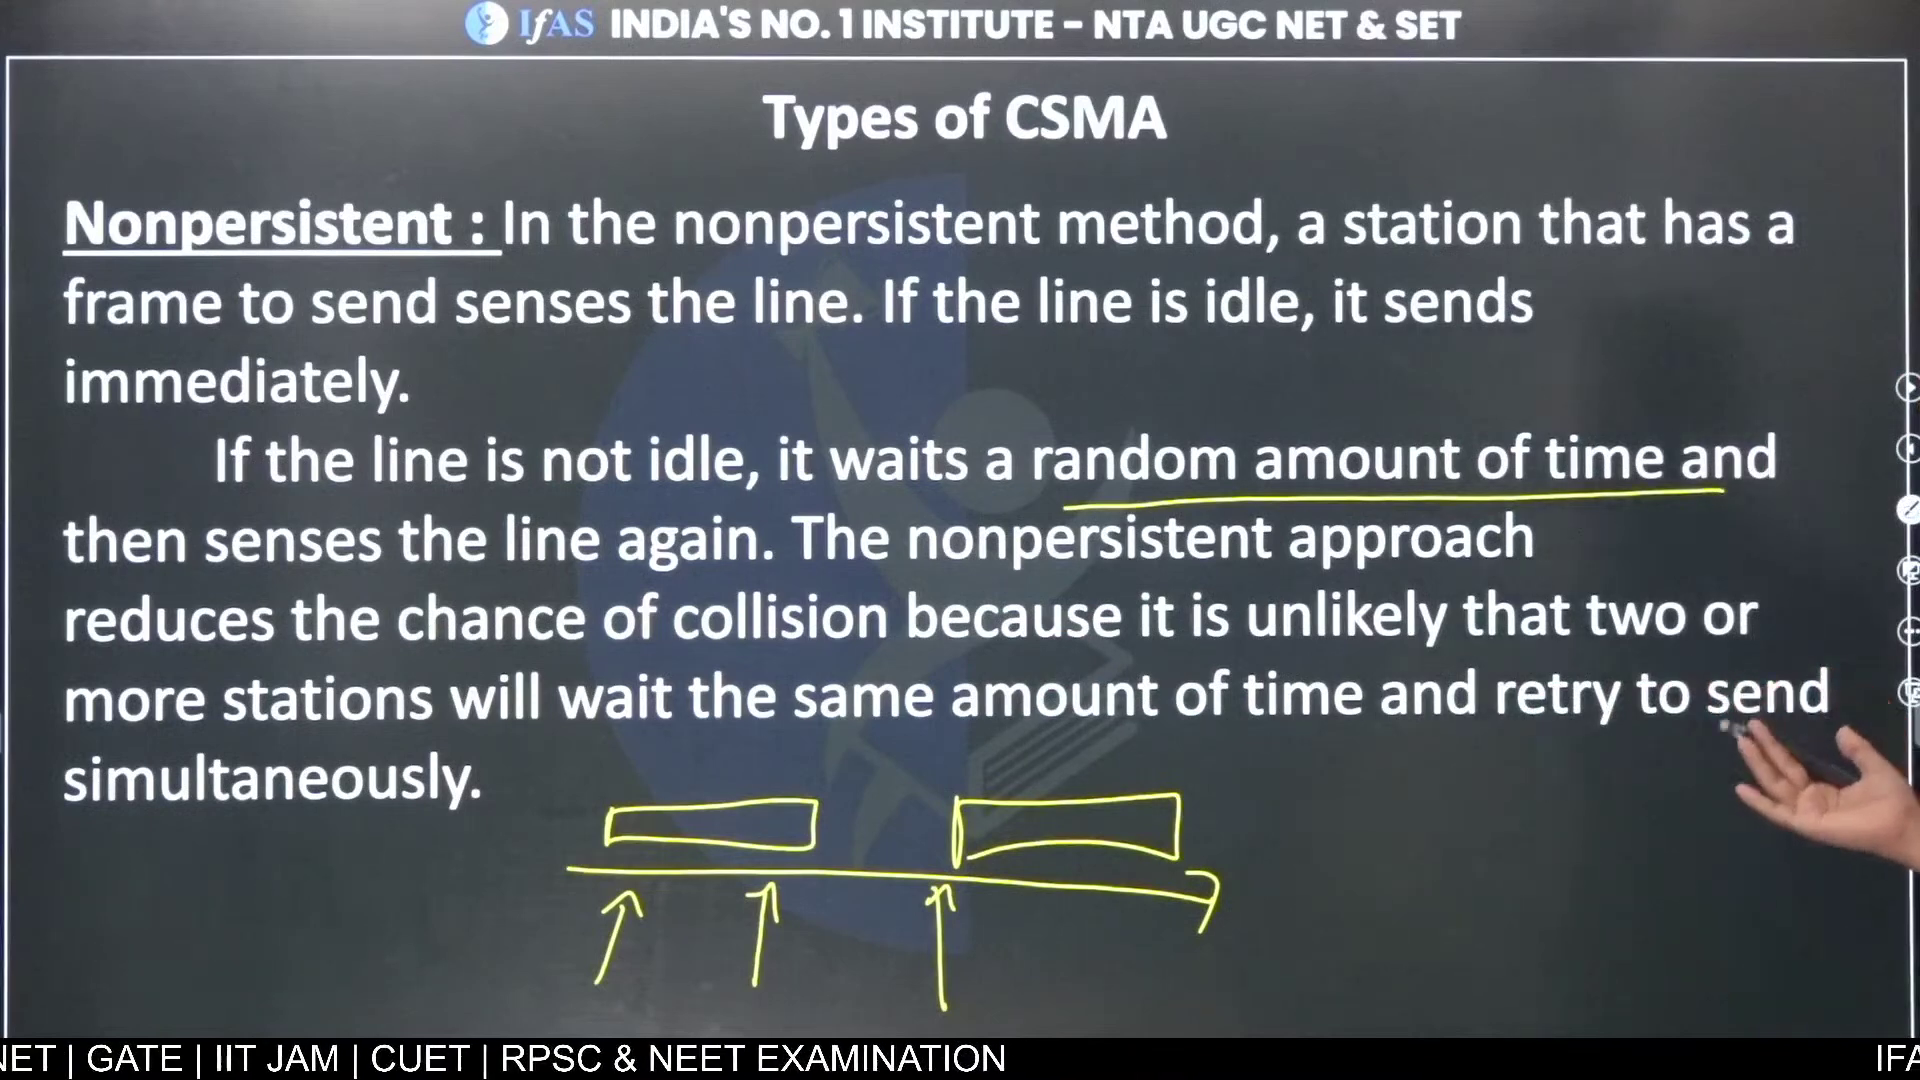 IfAS INDIA'S NO. 1 INSTITUTE - NTA UGC NET & SET
Types of CSMA
Nonpersistent : In the nonpersistent method, a station that has a
frame to send senses the line. If the line is idle, it sends
immediately.
If the line is not idle, it waits a random amount of time and
then senses the line again. The nonpersistent approach
reduces the chance of collision because it is unlikely that two or
more stations will wait the same amount of time and retry to send
simultaneously.
NET | GATE | IIT JAM | CUET | RPSC & NEET EXAMINATION
IFA